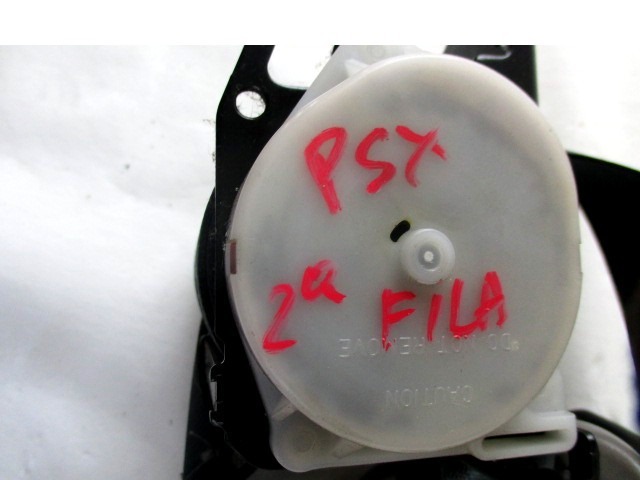 PSX
2ª FILA
DO NOT REMOVE
CAUTION